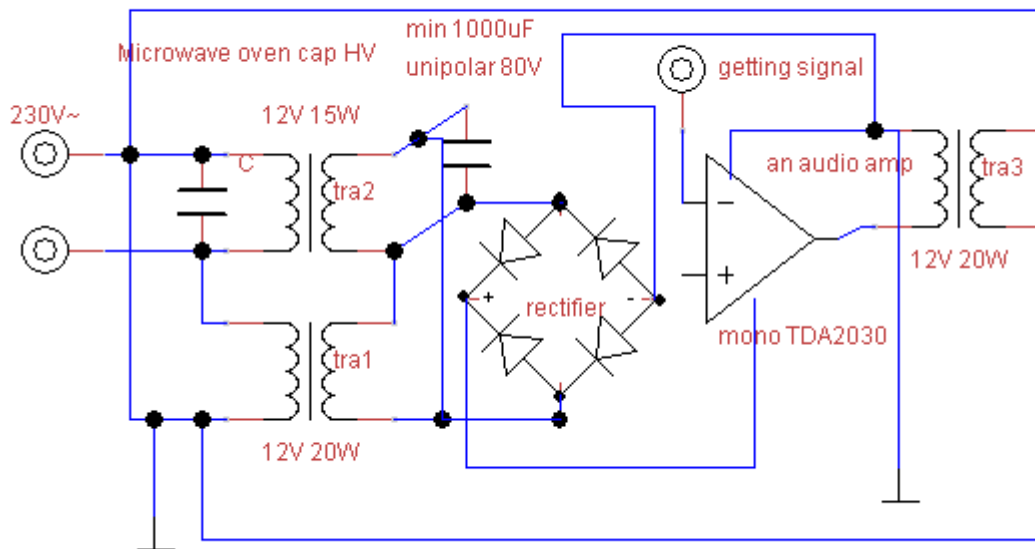 min 1000uF
Microwave oven cap HV
unipolar 80V
getting signal
230V~
12V 15W
C
tra2
an audio amp
tra3
12V 20W
+
rectifier
-
−
+
mono TDA2030
tra1
12V 20W